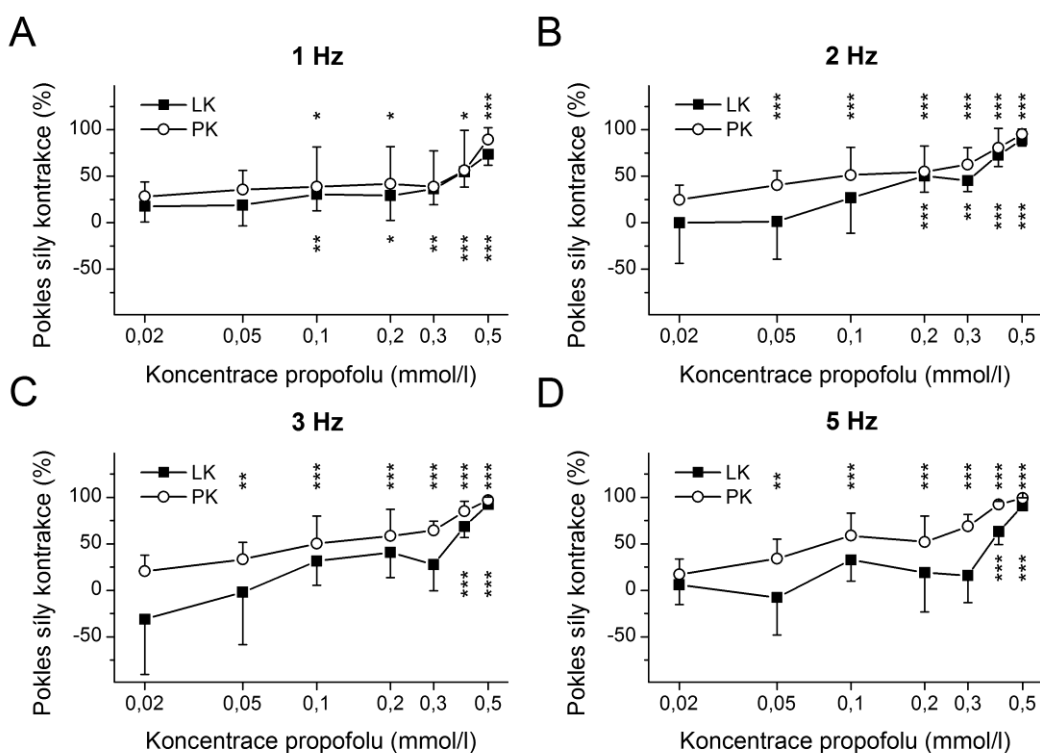 A
1 Hz
Pokles síly kontrakce (%)
LK
PK
* * * ***
100
50
0
-50
** * ** *** ***
0,02 0,05 0,1 0,2 0,3 0,5
Koncentrace propofolu (mmol/l)
B
2 Hz
Pokles síly kontrakce (%)
LK
PK
*** *** *** *** *** ***
100
50
0
-50
*** ** *** ***
0,02 0,05 0,1 0,2 0,3 0,5
Koncentrace propofolu (mmol/l)
C
3 Hz
Pokles síly kontrakce (%)
LK
PK
** *** *** *** *** ***
100
50
0
-50
*** ***
0,02 0,05 0,1 0,2 0,3 0,5
Koncentrace propofolu (mmol/l)
D
5 Hz
Pokles síly kontrakce (%)
LK
PK
** *** *** *** *** ***
100
50
0
-50
*** ***
0,02 0,05 0,1 0,2 0,3 0,5
Koncentrace propofolu (mmol/l)